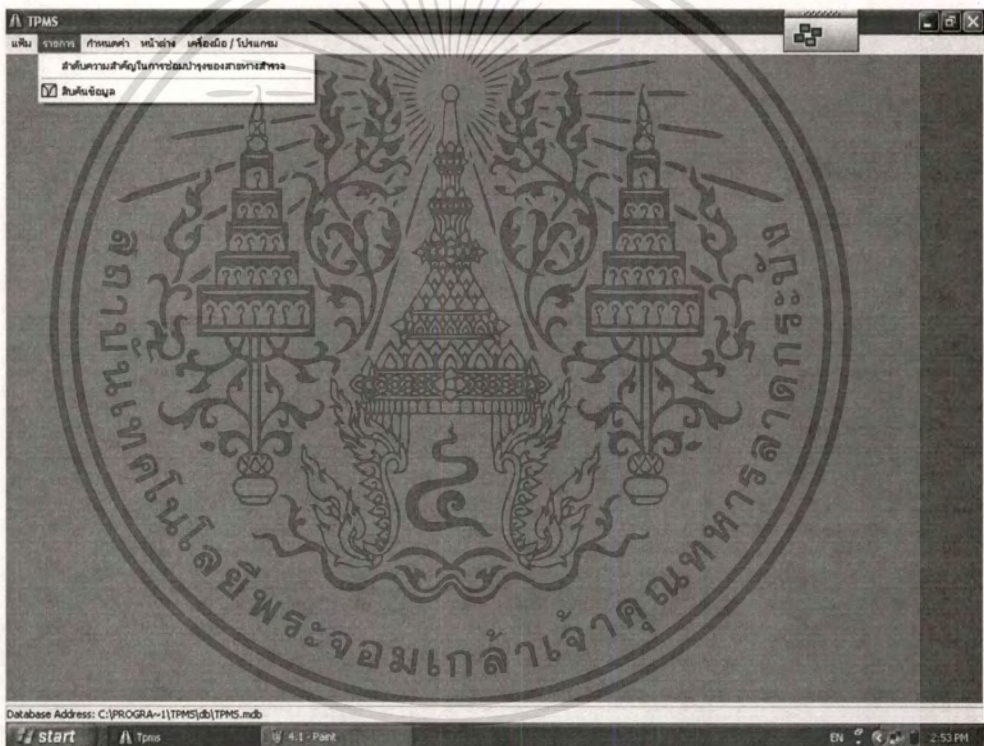 TPMS
แฟ้ม รายการ กำหนดค่า หน้าต่าง เครื่องมือ / โปรแกรม
ลำดับความสำคัญในการซ่อมบำรุงของสายทางสำรวจ
สืบค้นข้อมูล
สถาบันเทคโนโลยีพระจอมเกล้าเจ้าคุณทหารลาดกระบัง
Database Address: C:\PROGRA~1\TPMS\db\TPMS.mdb
start Tpms 4.1 - Paint EN 2:53 PM